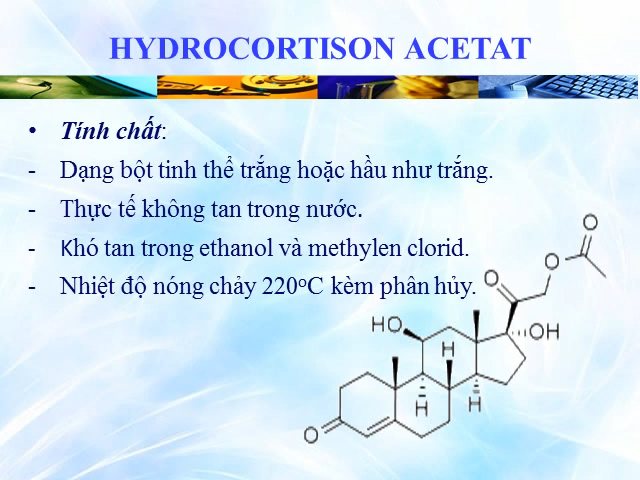 HYDROCORTISON ACETAT
• Tính chất:
- Dạng bột tinh thể trắng hoặc hầu như trắng.
- Thực tế không tan trong nước.
- Khó tan trong ethanol và methylen clorid.
- Nhiệt độ nóng chảy 220ºC kèm phân hủy.
O
O
O
HO
OH
H
H
H
O